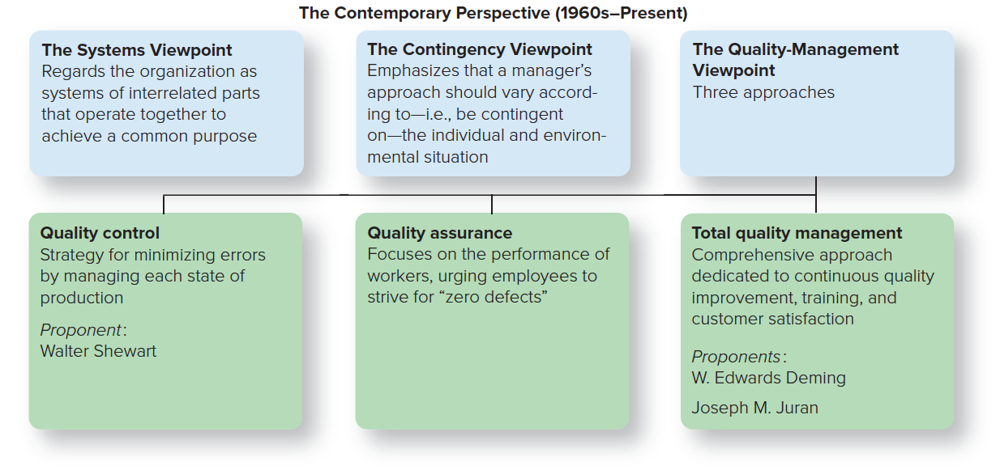 The Contemporary Perspective (1960s–Present)
The Systems Viewpoint
Regards the organization as
systems of interrelated parts
that operate together to
achieve a common purpose
The Contingency Viewpoint
Emphasizes that a manager’s
approach should vary accord-
ing to—i.e., be contingent
on—the individual and environ-
mental situation
The Quality-Management
Viewpoint
Three approaches
Quality control
Strategy for minimizing errors
by managing each state of
production
Proponent:
Walter Shewart
Quality assurance
Focuses on the performance of
workers, urging employees to
strive for “zero defects”
Total quality management
Comprehensive approach
dedicated to continuous quality
improvement, training, and
customer satisfaction
Proponents:
W. Edwards Deming
Joseph M. Juran